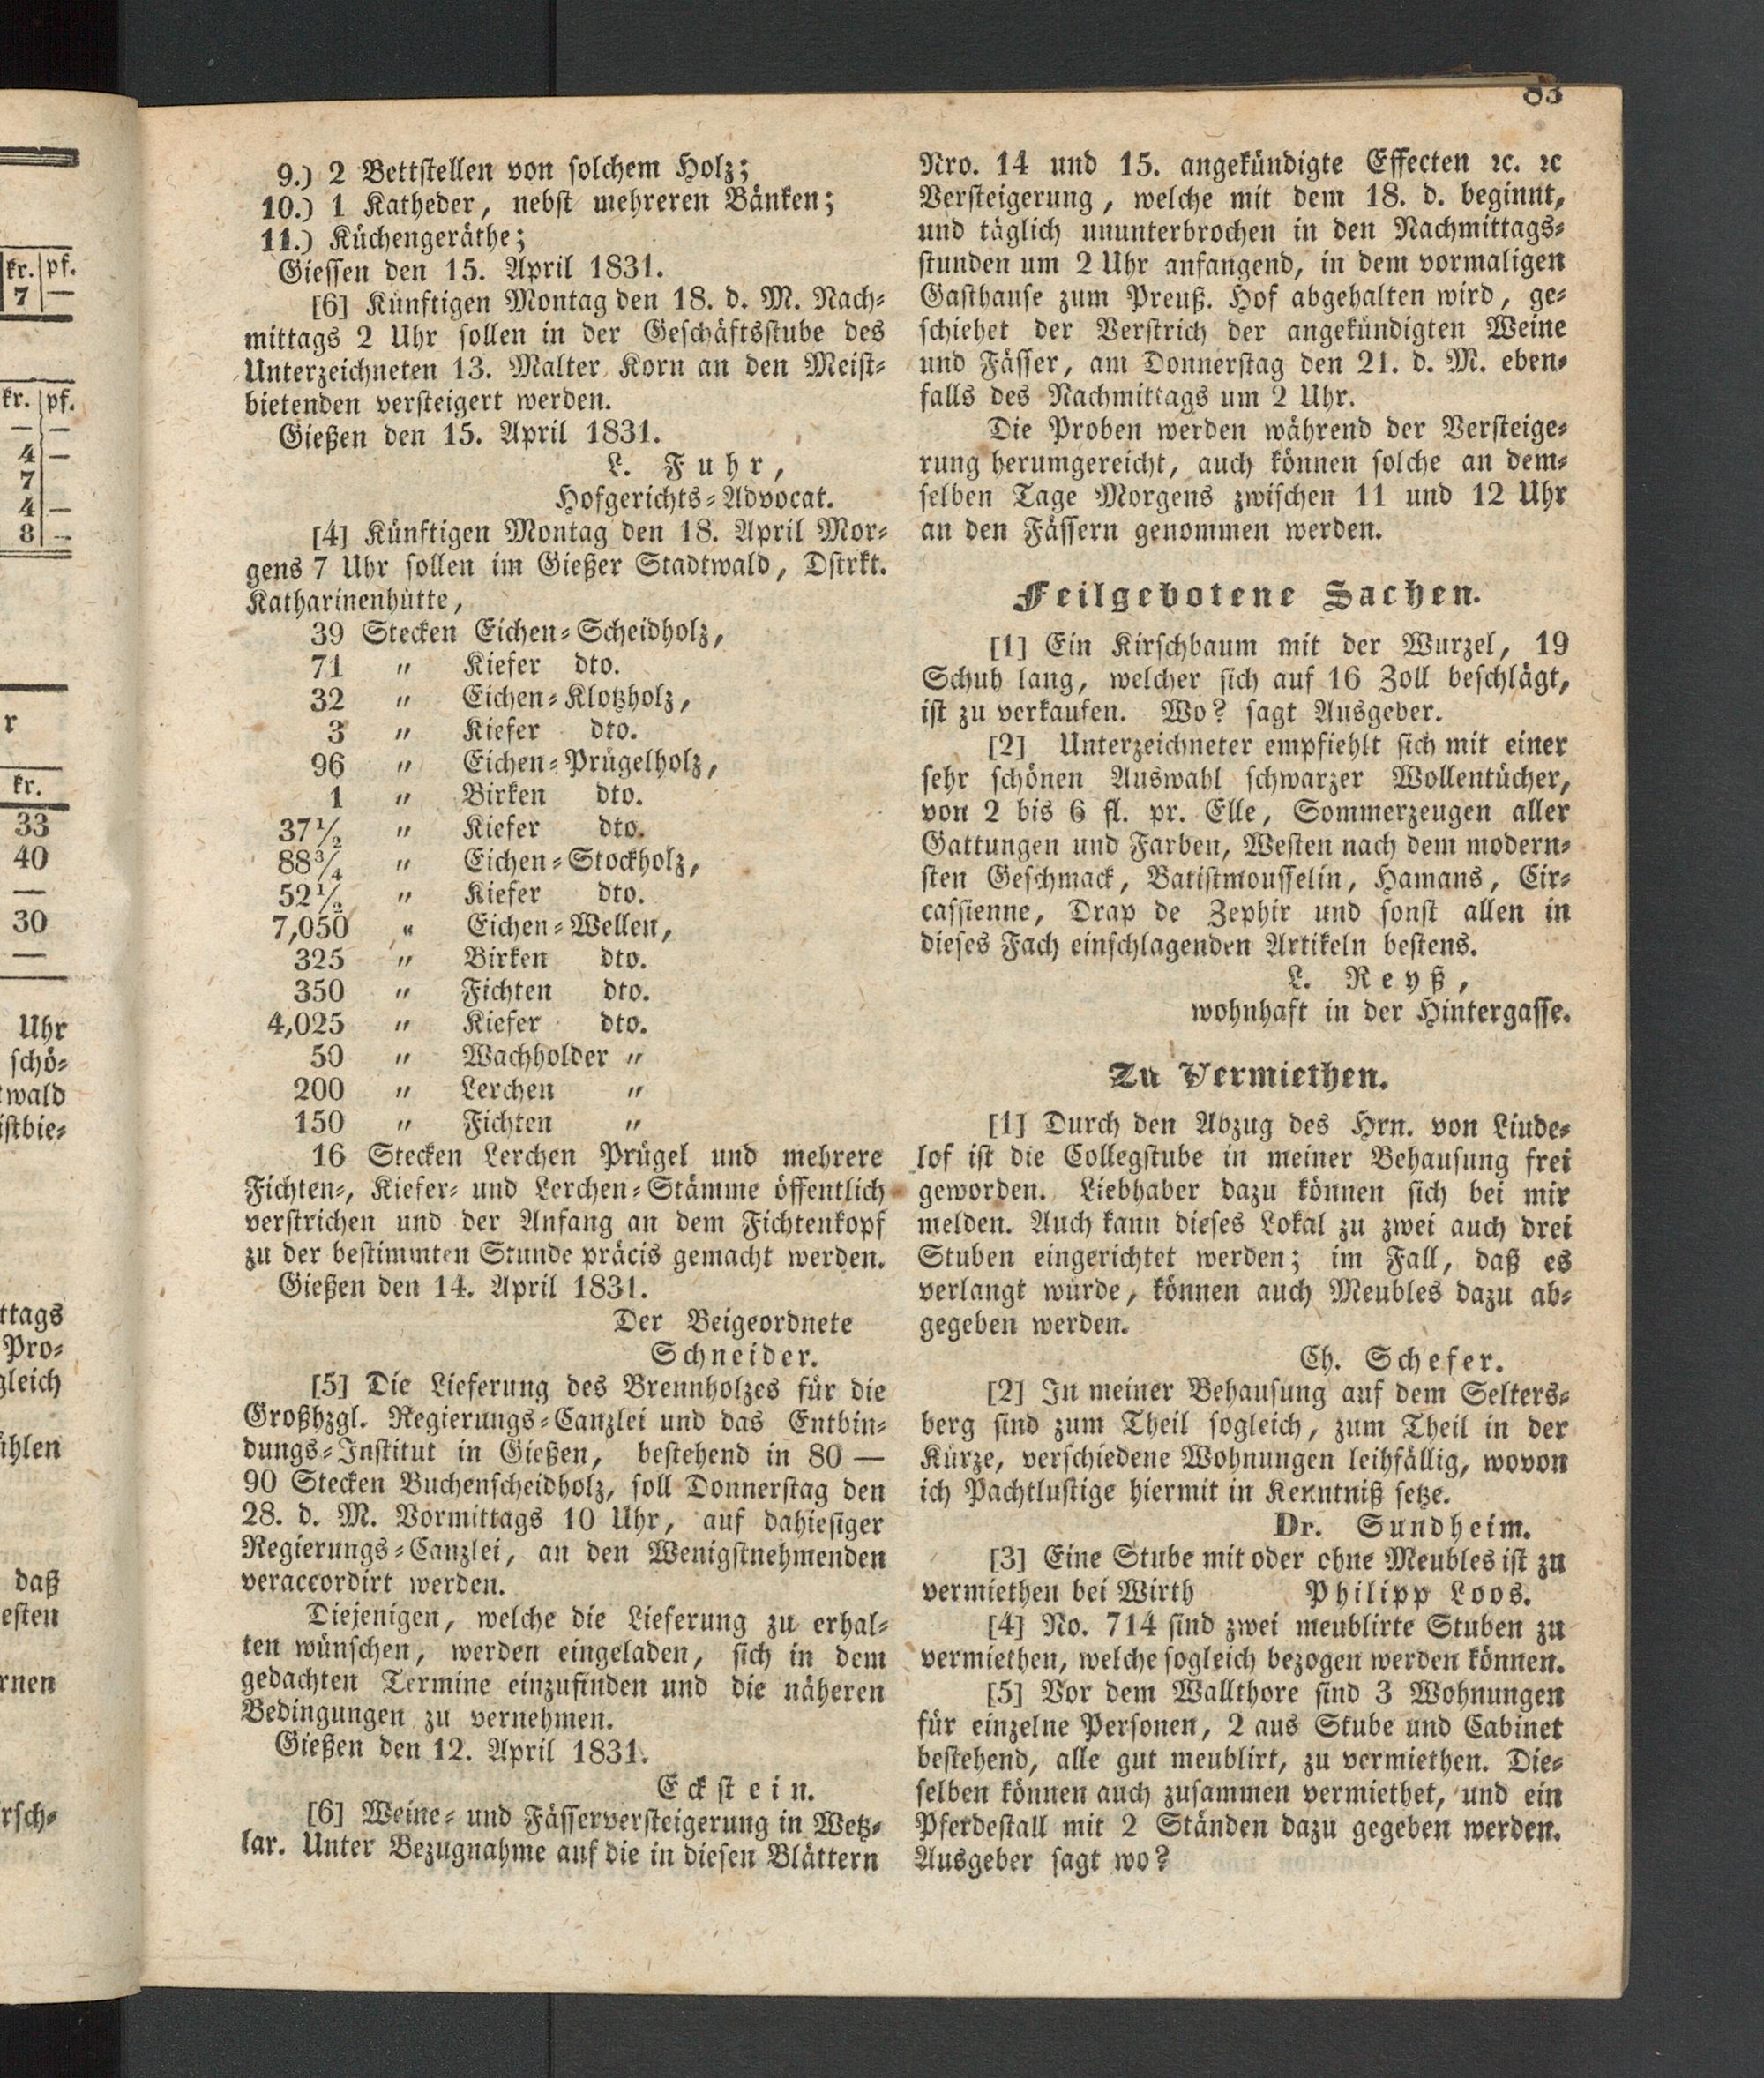 83
9.) 2 Bettstellen von solchem Holz;
10.) 1 Katheder, nebst mehreren Bänken;
11.) Küchengeräthe;
Giessen den 15. April 1831.
[6] Künftigen Montag den 18. d. M. Nach-
mittags 2 Uhr sollen in der Geschäftsstube des
Unterzeichneten 13. Malter Korn an den Meist-
bietenden versteigert werden.
Gießen den 15. April 1831.
L. Fuhr,
Hofgerichts-Advocat.
[4] Künftigen Montag den 18. April Mor-
gens 7 Uhr sollen im Gießer Stadtwald, Dstrkt.
Katharinenhütte,
39 Stecken Eichen-Scheidholz,
71 " Kiefer dto.
32 " Eichen-Klotzholz,
3 " Kiefer dto.
96 " Eichen-Prügelholz,
1 " Birken dto.
37½ " Kiefer dto.
88¾ " Eichen-Stockholz,
52½ " Kiefer dto.
7,050 " Eichen-Wellen,
325 " Birken dto.
350 " Fichten dto.
4,025 " Kiefer dto.
50 " Wachholder "
200 " Lerchen "
150 " Fichten "
16 Stecken Lerchen Prügel und mehrere
Fichten-, Kiefer- und Lerchen-Stämme öffentlich
verstrichen und der Anfang an dem Fichtenkopf
zu der bestimmten Stunde präcis gemacht werden.
Gießen den 14. April 1831.
Der Beigeordnete
Schneider.
[5] Die Lieferung des Brennholzes für die
Großhzgl. Regierungs-Canzlei und das Entbin-
dungs-Institut in Gießen, bestehend in 80 —
90 Stecken Buchenscheidholz, soll Donnerstag den
28. d. M. Vormittags 10 Uhr, auf dahiesiger
Regierungs-Canzlei, an den Wenigstnehmenden
veraccordirt werden.
Diejenigen, welche die Lieferung zu erhal-
ten wünschen, werden eingeladen, sich in dem
gedachten Termine einzufinden und die näheren
Bedingungen zu vernehmen.
Gießen den 12. April 1831.
Eckstein.
[6] Weine- und Fässerversteigerung in Wetz-
lar. Unter Bezugnahme auf die in diesen Blättern
Nro. 14 und 15. angekündigte Effecten ꝛc. ꝛc
Versteigerung, welche mit dem 18. d. beginnt,
und täglich ununterbrochen in den Nachmittags-
stunden um 2 Uhr anfangend, in dem vormaligen
Gasthause zum Preuß. Hof abgehalten wird, ge-
schiehet der Verstrich der angekündigten Weine
und Fässer, am Donnerstag den 21. d. M. eben-
falls des Nachmittags um 2 Uhr.
Die Proben werden während der Versteige-
rung herumgereicht, auch können solche an dem-
selben Tage Morgens zwischen 11 und 12 Uhr
an den Fässern genommen werden.
Feilgebotene Sachen.
[1] Ein Kirschbaum mit der Wurzel, 19
Schuh lang, welcher sich auf 16 Zoll beschlägt,
ist zu verkaufen. Wo? sagt Ausgeber.
[2] Unterzeichneter empfiehlt sich mit einer
sehr schönen Auswahl schwarzer Wollentücher,
von 2 bis 6 fl. pr. Elle, Sommerzeugen aller
Gattungen und Farben, Westen nach dem modern-
sten Geschmack, Batistmousselin, Hamans, Cir-
cassienne, Drap de Zephir und sonst allen in
dieses Fach einschlagenden Artikeln bestens.
L. Reyß,
wohnhaft in der Hintergasse.
Zu Vermiethen.
[1] Durch den Abzug des Hrn. von Linde-
lof ist die Collegstube in meiner Behausung frei
geworden. Liebhaber dazu können sich bei mir
melden. Auch kann dieses Lokal zu zwei auch drei
Stuben eingerichtet werden; im Fall, daß es
verlangt würde, können auch Meubles dazu ab-
gegeben werden.
Ch. Schefer.
[2] In meiner Behausung auf dem Selters-
berg sind zum Theil sogleich, zum Theil in der
Kürze, verschiedene Wohnungen leihfällig, wovon
ich Pachtlustige hiermit in Kenntniß setze.
Dr. Sundheim.
[3] Eine Stube mit oder ohne Meubles ist zu
vermiethen bei Wirth Philipp Loos.
[4] No. 714 sind zwei meublirte Stuben zu
vermiethen, welche sogleich bezogen werden können.
[5] Vor dem Wallthore sind 3 Wohnungen
für einzelne Personen, 2 aus Stube und Cabinet
bestehend, alle gut meublirt, zu vermiethen. Die-
selben können auch zusammen vermiethet, und ein
Pferdestall mit 2 Ständen dazu gegeben werden.
Ausgeber sagt wo?